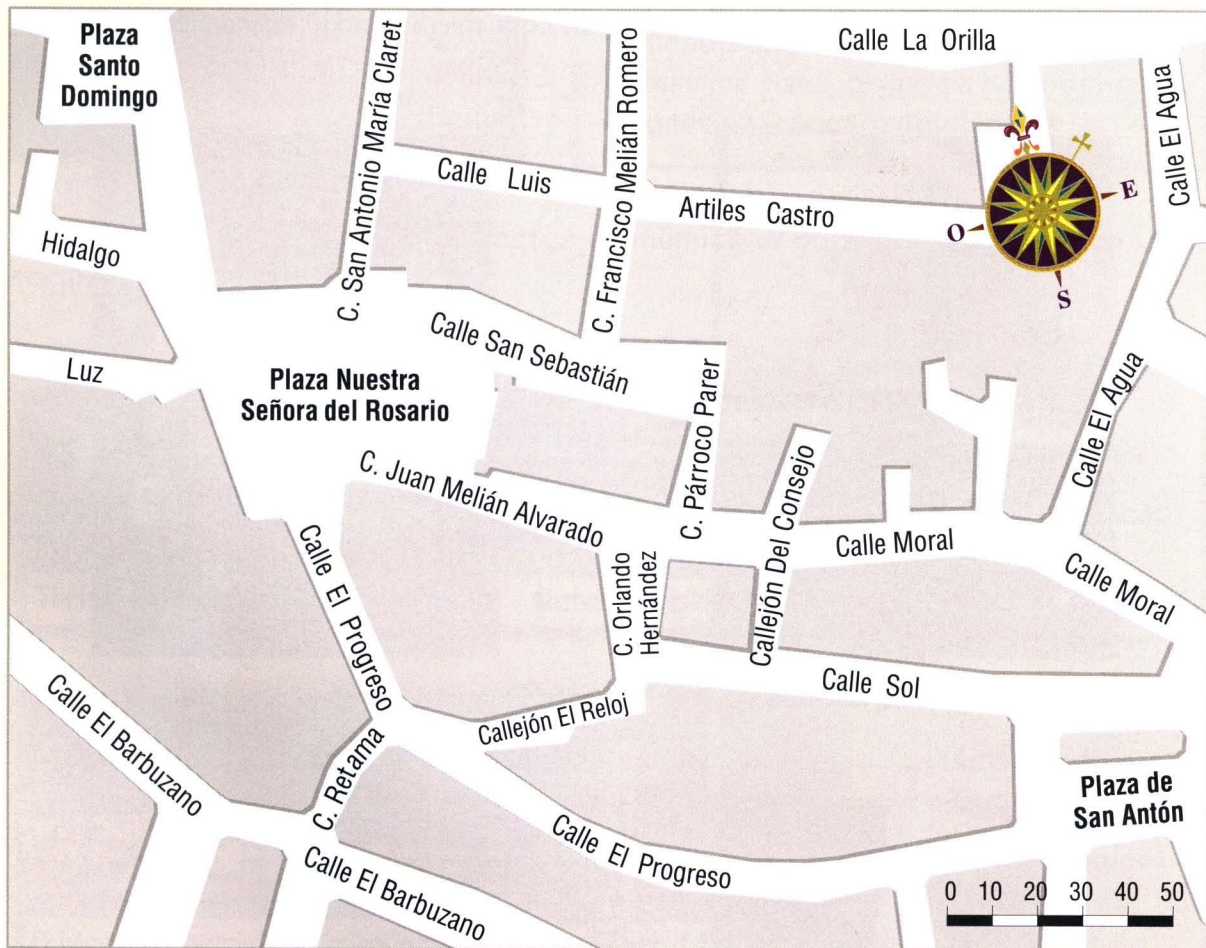 Plaza
Santo
Domingo
C. San Antonio María Claret
C. Francisco Melián Romero
Calle La Orilla
Calle El Agua
Calle Luis
Artiles Castro
E
O
S
Hidalgo
Calle San Sebastián
Luz
Plaza Nuestra
Señora del Rosario
C. Párroco Parer
Calle El Agua
C. Juan Melián Alvarado
Callejón Del Consejo
Calle Moral
Calle Moral
Calle El Progreso
C. Orlando
Hernández
Calle Sol
Callejón El Reloj
Calle El Barbuzano
C. Retama
Plaza de
San Antón
Calle El Progreso
Calle El Barbuzano
0 10 20 30 40 50